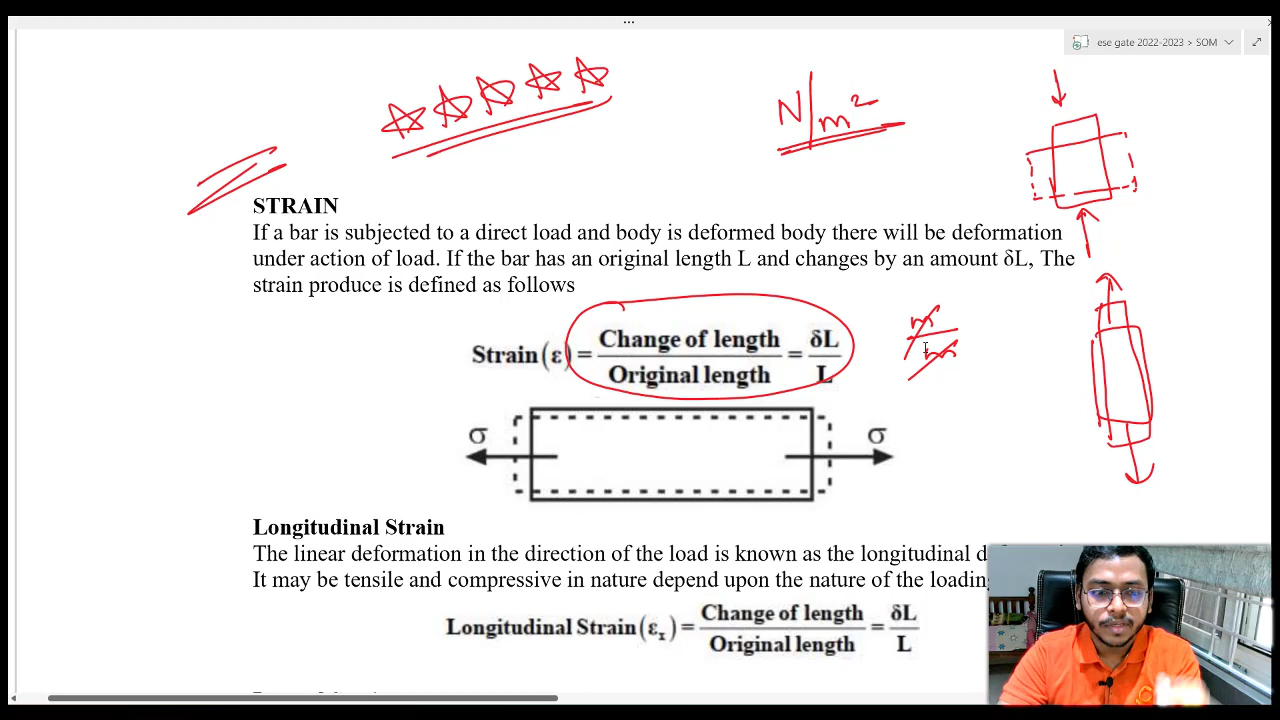 ...
ese gate 2022-2023 > SOM
N/m²
STRAIN
If a bar is subjected to a direct load and body is deformed body there will be deformation
under action of load. If the bar has an original length L and changes by an amount δL, The
strain produce is defined as follows
Strain(ε) = Change of length / Original length = δL / L
m / m
σ σ
Longitudinal Strain
The linear deformation in the direction of the load is known as the longitudinal
It may be tensile and compressive in nature depend upon the nature of the loading
Longitudinal Strain(εx) = Change of length / Original length = δL / L